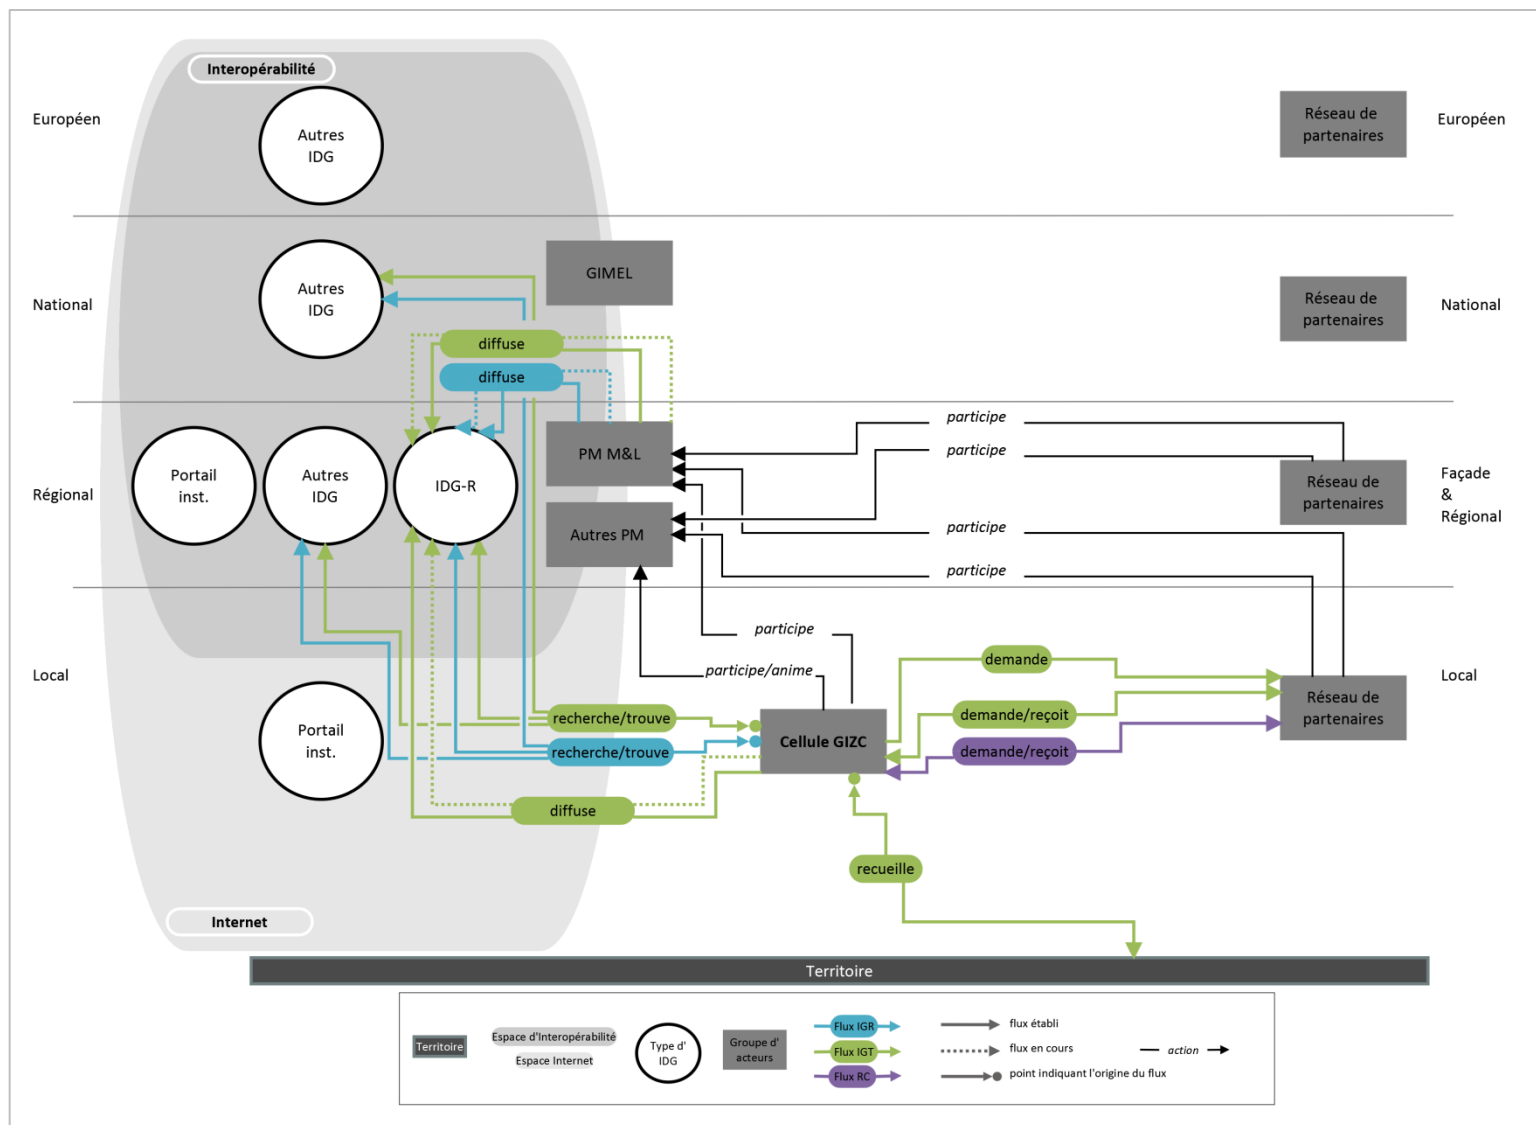 Interopérabilité
Européen
Autres
IDG
Réseau de
partenaires
Européen
National
Autres
IDG
GIMEL
Réseau de
partenaires
National
diffuse
diffuse
Régional
Portail
inst.
Autres
IDG
IDG-R
PM M&L
Autres PM
participe
participe
participe
participe
Réseau de
partenaires
Façade
&
Régional
Local
participe
participe/anime
demande
demande/reçoit
demande/reçoit
Réseau de
partenaires
Local
Portail
inst.
recherche/trouve
recherche/trouve
Cellule GIZC
diffuse
recueille
Internet
Territoire
Territoire
Espace d'Interopérabilité
Espace Internet
Type d'
IDG
Groupe d'
acteurs
Flux IGR
Flux IGT
Flux RC
flux établi
flux en cours
point indiquant l'origine du flux
action